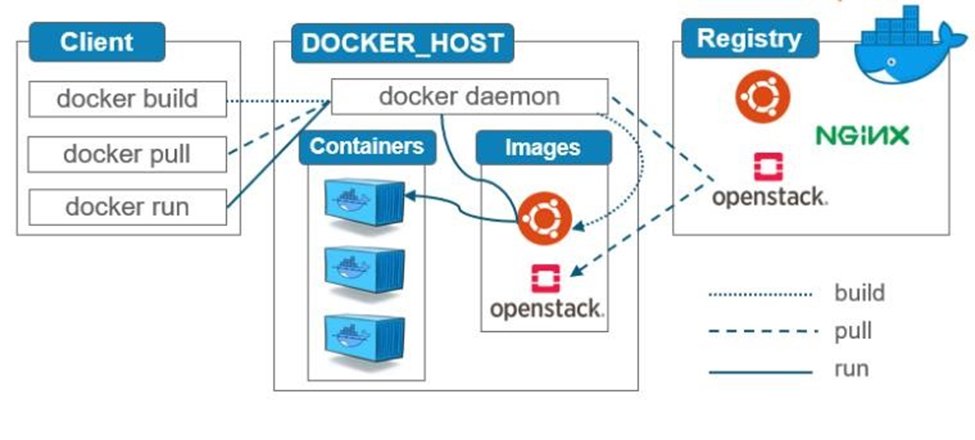 Client
docker build
docker pull
docker run
DOCKER_HOST
docker daemon
Containers
Images
openstack.
Registry
NGiNX
openstack.
build
pull
run